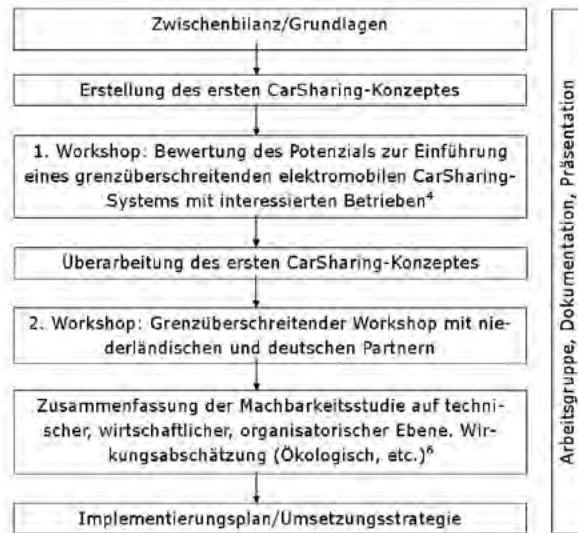 Zwischenbilanz/Grundlagen
Erstellung des ersten CarSharing-Konzeptes
1. Workshop: Bewertung des Potenzials zur Einführung
eines grenzüberschreitenden elektromobilen CarSharing-
Systems mit interessierten Betrieben⁴
Überarbeitung des ersten CarSharing-Konzeptes
2. Workshop: Grenzüberschreitender Workshop mit nie-
derländischen und deutschen Partnern
Zusammenfassung der Machbarkeitsstudie auf techni-
scher, wirtschaftlicher, organisatorischer Ebene. Wir-
kungsabschätzung (Ökologisch, etc.)⁶
Implementierungsplan/Umsetzungsstrategie
Arbeitsgruppe, Dokumentation, Präsentation